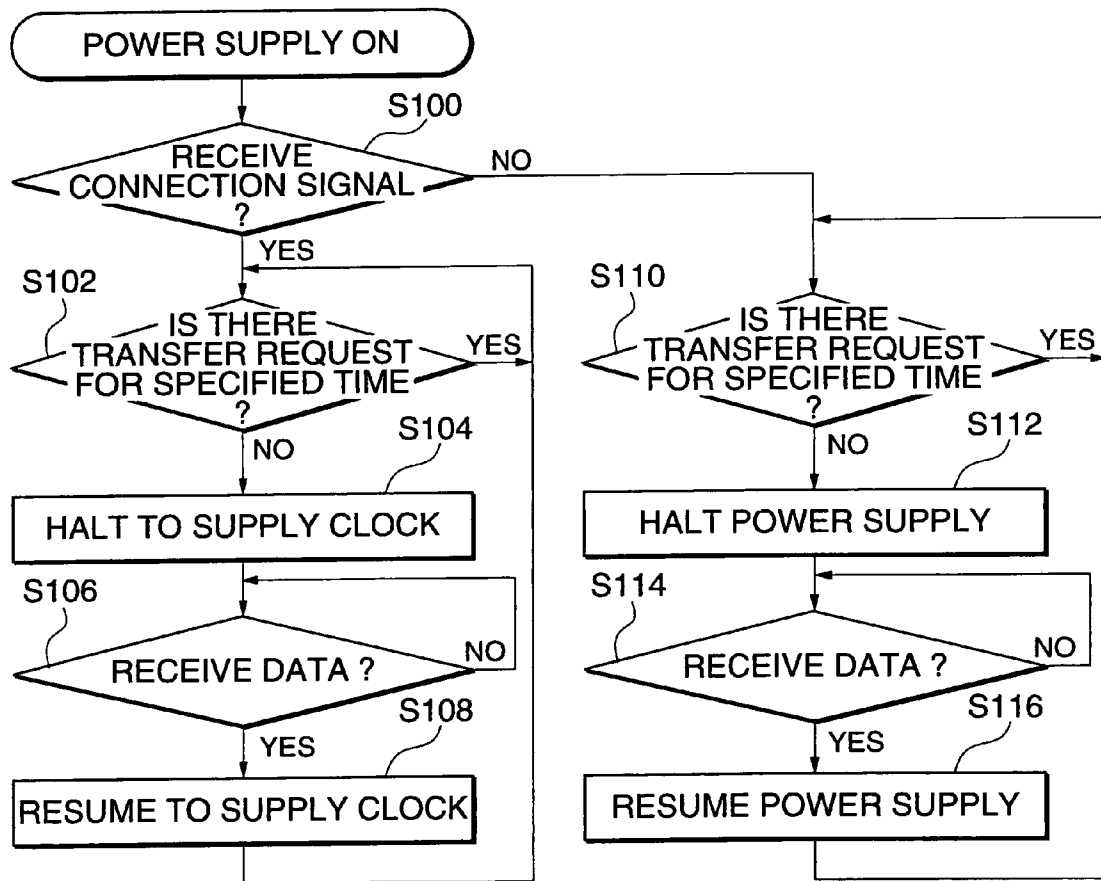 POWER SUPPLY ON
S100
RECEIVE
CONNECTION SIGNAL
?
NO
YES
S102
IS THERE
TRANSFER REQUEST
FOR SPECIFIED TIME
?
YES
NO
S104
HALT TO SUPPLY CLOCK
S106
RECEIVE DATA ?
NO
YES
S108
RESUME TO SUPPLY CLOCK
S110
IS THERE
TRANSFER REQUEST
FOR SPECIFIED TIME
?
YES
NO
S112
HALT POWER SUPPLY
S114
RECEIVE DATA ?
NO
YES
S116
RESUME POWER SUPPLY